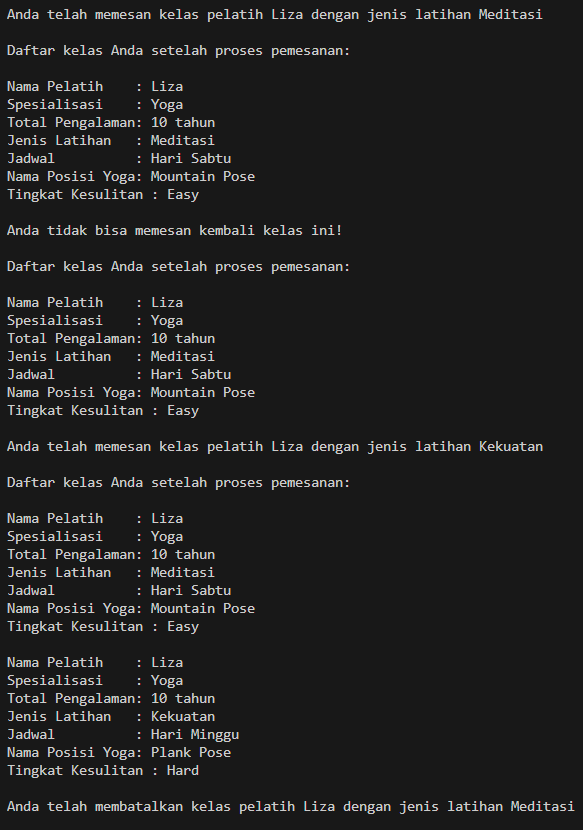 Anda telah memesan kelas pelatih Liza dengan jenis latihan Meditasi
Daftar kelas Anda setelah proses pemesanan:
Nama Pelatih    : Liza
Spesialisasi    : Yoga
Total Pengalaman: 10 tahun
Jenis Latihan   : Meditasi
Jadwal          : Hari Sabtu
Nama Posisi Yoga: Mountain Pose
Tingkat Kesulitan : Easy
Anda tidak bisa memesan kembali kelas ini!
Daftar kelas Anda setelah proses pemesanan:
Nama Pelatih    : Liza
Spesialisasi    : Yoga
Total Pengalaman: 10 tahun
Jenis Latihan   : Meditasi
Jadwal          : Hari Sabtu
Nama Posisi Yoga: Mountain Pose
Tingkat Kesulitan : Easy
Anda telah memesan kelas pelatih Liza dengan jenis latihan Kekuatan
Daftar kelas Anda setelah proses pemesanan:
Nama Pelatih    : Liza
Spesialisasi    : Yoga
Total Pengalaman: 10 tahun
Jenis Latihan   : Meditasi
Jadwal          : Hari Sabtu
Nama Posisi Yoga: Mountain Pose
Tingkat Kesulitan : Easy
Nama Pelatih    : Liza
Spesialisasi    : Yoga
Total Pengalaman: 10 tahun
Jenis Latihan   : Kekuatan
Jadwal          : Hari Minggu
Nama Posisi Yoga: Plank Pose
Tingkat Kesulitan : Hard
Anda telah membatalkan kelas pelatih Liza dengan jenis latihan Meditasi